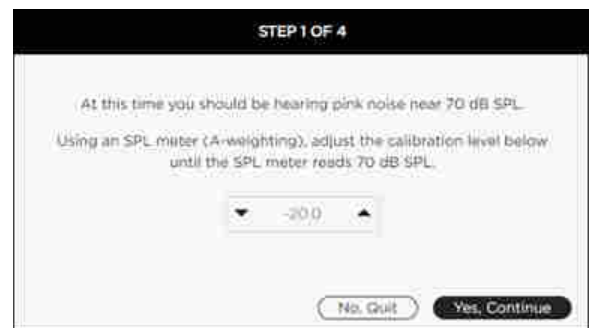 STEP 1 OF 4
At this time you should be hearing pink noise near 70 dB SPL.
Using an SPL meter (A-weighting), adjust the calibration level below
until the SPL meter reads 70 dB SPL.
-20.0
No, Quit
Yes, Continue